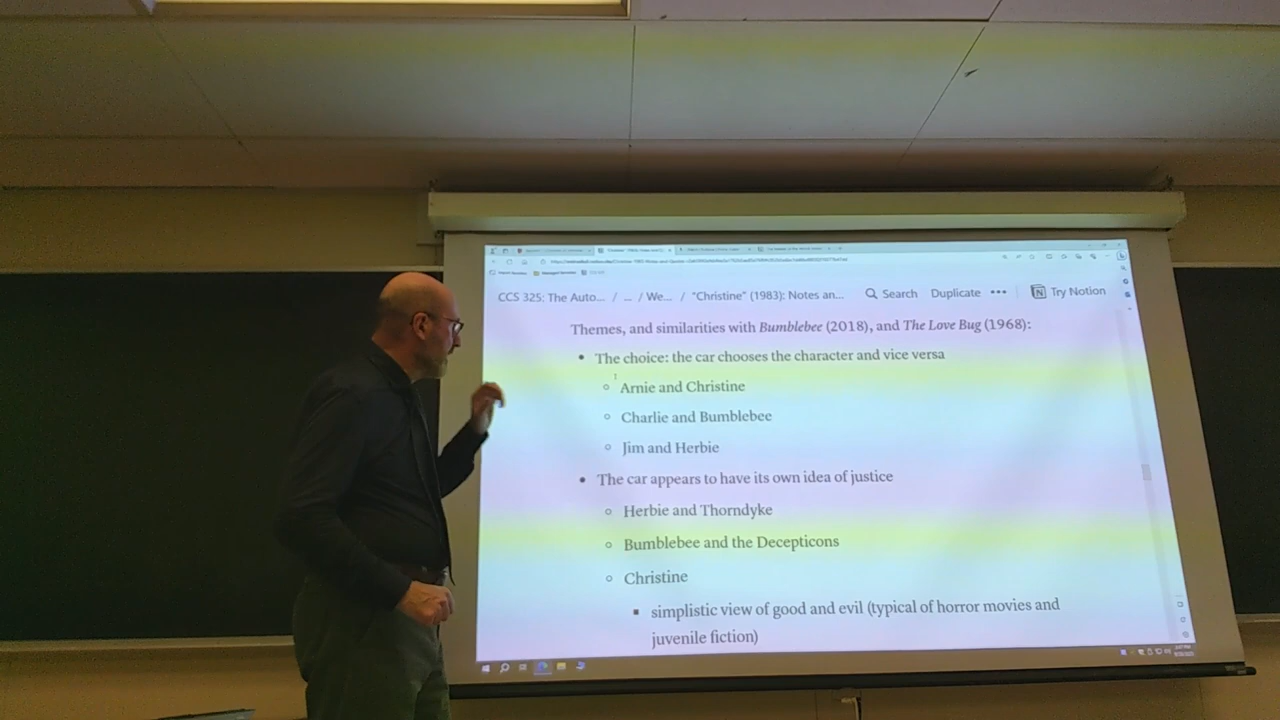 CCS 325: The Auto... / ... / We... / "Christine" (1983): Notes an... Search Duplicate ••• Try Notion
Themes, and similarities with Bumblebee (2018), and The Love Bug (1968):
• The choice: the car chooses the character and vice versa
◦ Arnie and Christine
◦ Charlie and Bumblebee
◦ Jim and Herbie
• The car appears to have its own idea of justice
◦ Herbie and Thorndyke
◦ Bumblebee and the Decepticons
◦ Christine
▪ simplistic view of good and evil (typical of horror movies and
juvenile fiction)